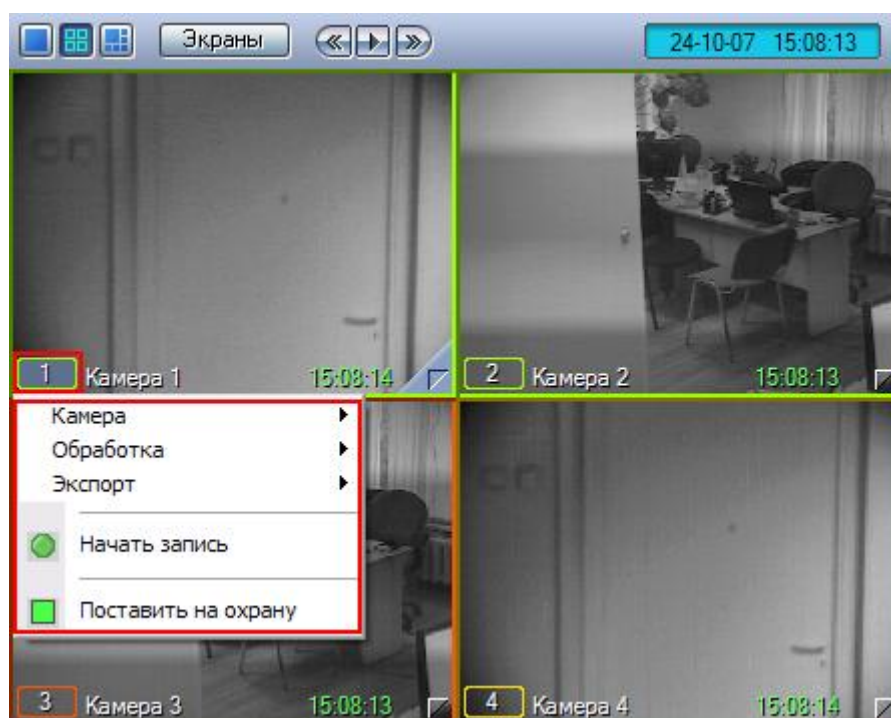 Экраны
24-10-07 15:08:13
1 Камера 1 15:08:14
2 Камера 2 15:08:13
Камера
Обработка
Экспорт
Начать запись
Поставить на охрану
3 Камера 3 15:08:13
4 Камера 4 15:08:14